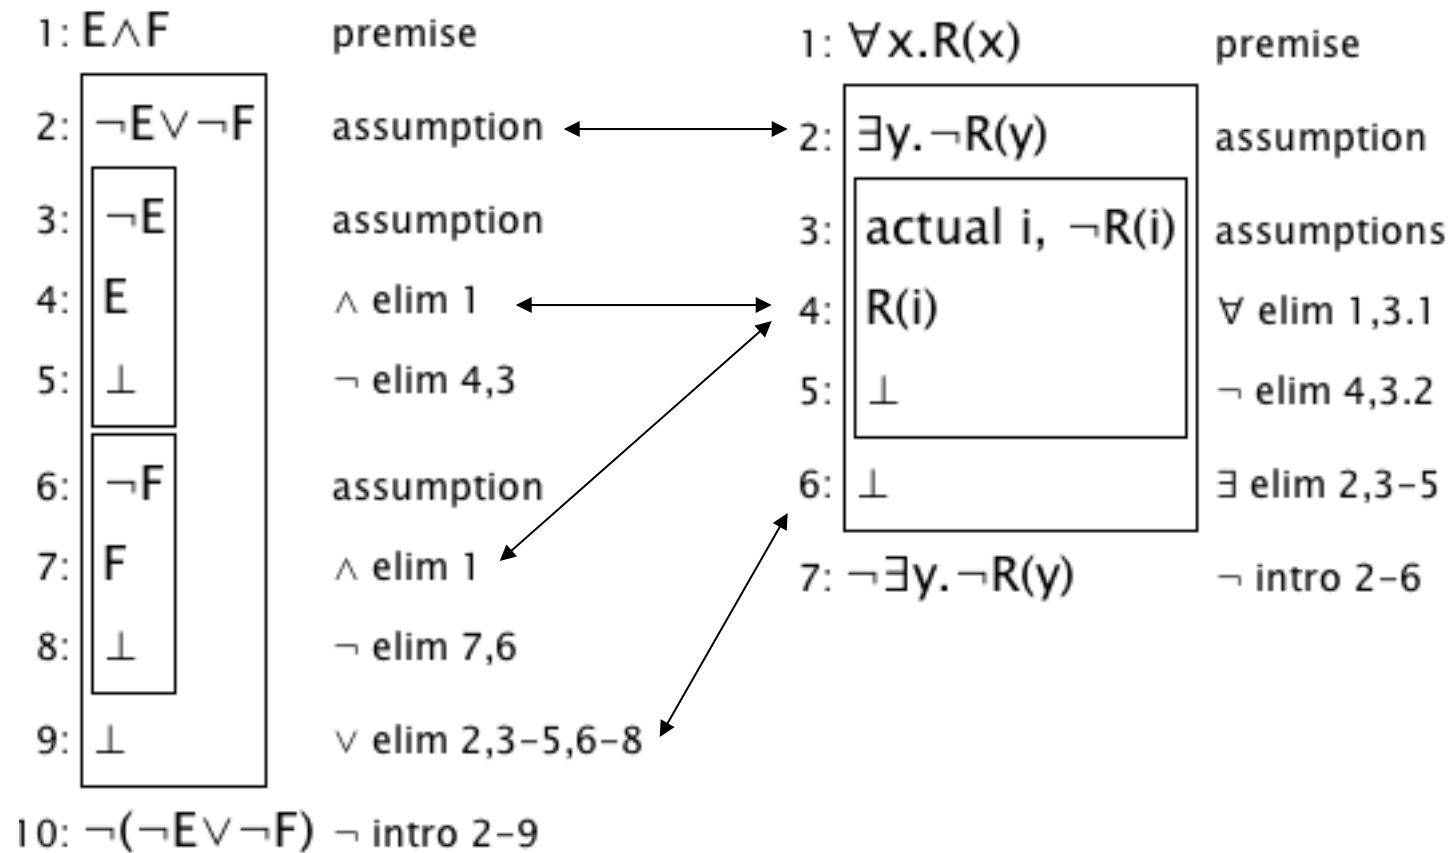 1: E∧F premise
2: ¬E∨¬F assumption
3: ¬E assumption
4: E ∧ elim 1
5: ⊥ ¬ elim 4,3
6: ¬F assumption
7: F ∧ elim 1
8: ⊥ ¬ elim 7,6
9: ⊥ ∨ elim 2,3-5,6-8
10: ¬(¬E∨¬F) ¬ intro 2-9
1: ∀x.R(x) premise
2: ∃y.¬R(y) assumption
3: actual i, ¬R(i) assumptions
4: R(i) ∀ elim 1,3.1
5: ⊥ ¬ elim 4,3.2
6: ⊥ ∃ elim 2,3-5
7: ¬∃y.¬R(y) ¬ intro 2-6